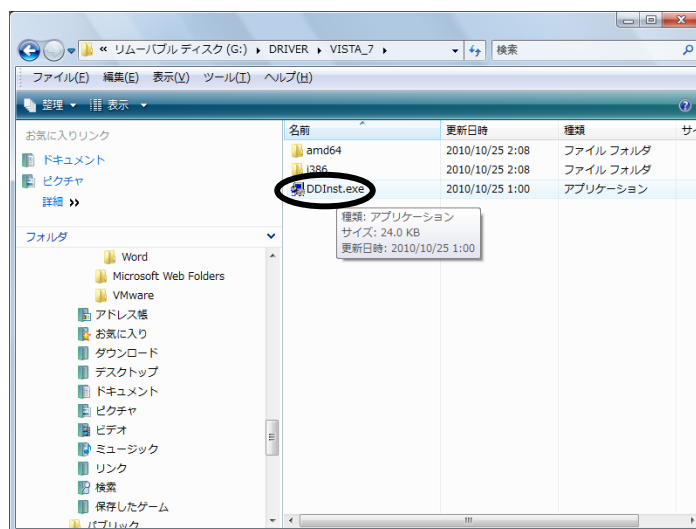 « リムーバブル ディスク (G:) ▸ DRIVER ▸ VISTA_7 ▸
検索
ファイル(F) 編集(E) 表示(V) ツール(T) ヘルプ(H)
整理 表示
お気に入りリンク
ドキュメント
ピクチャ
詳細 »
フォルダ
Word
Microsoft Web Folders
VMware
アドレス帳
お気に入り
ダウンロード
デスクトップ
ドキュメント
ピクチャ
ビデオ
ミュージック
リンク
検索
保存したゲーム
パブリック
名前 更新日時 種類 サイ
amd64 2010/10/25 2:08 ファイル フォルダ
i386 2010/10/25 2:08 ファイル フォルダ
DDInst.exe 2010/10/25 1:00 アプリケーション
種類: アプリケーション
サイズ: 24.0 KB
更新日時: 2010/10/25 1:00